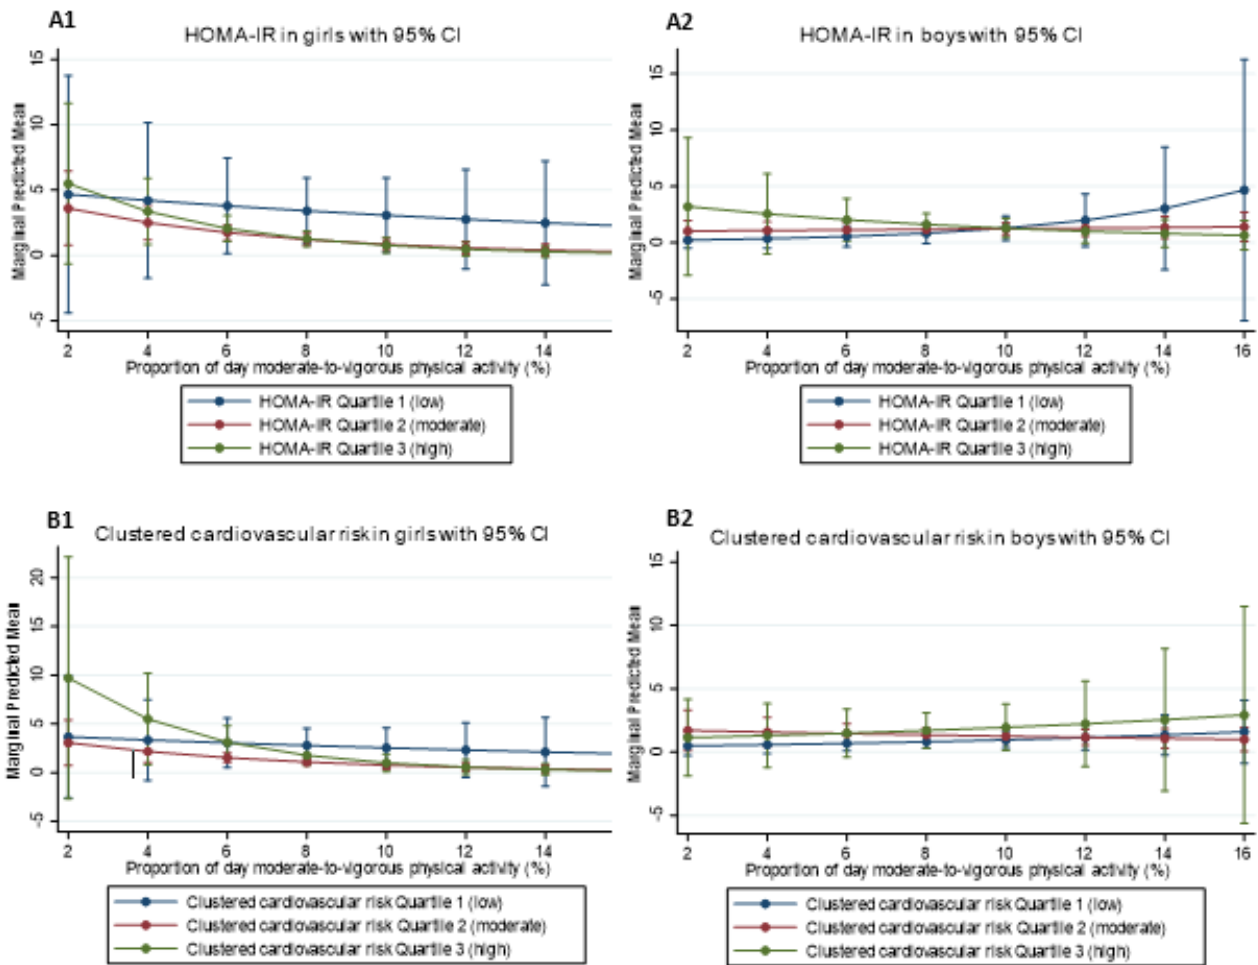 A1
HOMA-IR in girls with 95% CI
Marginal Predicted Mean
15
10
5
0
-5
2 4 6 8 10 12 14
Proportion of day moderate-to-vigorous physical activity (%)
HOMA-IR Quartile 1 (low)
HOMA-IR Quartile 2 (moderate)
HOMA-IR Quartile 3 (high)
A2
HOMA-IR in boys with 95% CI
Marginal Predicted Mean
15
10
5
0
-5
2 4 6 8 10 12 14 16
Proportion of day moderate-to-vigorous physical activity (%)
HOMA-IR Quartile 1 (low)
HOMA-IR Quartile 2 (moderate)
HOMA-IR Quartile 3 (high)
B1
Clustered cardiovascular risk in girls with 95% CI
Marginal Predicted Mean
20
15
10
5
0
-5
2 4 6 8 10 12 14
Proportion of day moderate-to-vigorous physical activity (%)
Clustered cardiovascular risk Quartile 1 (low)
Clustered cardiovascular risk Quartile 2 (moderate)
Clustered cardiovascular risk Quartile 3 (high)
B2
Clustered cardiovascular risk in boys with 95% CI
Marginal Predicted Mean
15
10
5
0
-5
2 4 6 8 10 12 14 16
Proportion of day moderate-to-vigorous physical activity (%)
Clustered cardiovascular risk Quartile 1 (low)
Clustered cardiovascular risk Quartile 2 (moderate)
Clustered cardiovascular risk Quartile 3 (high)